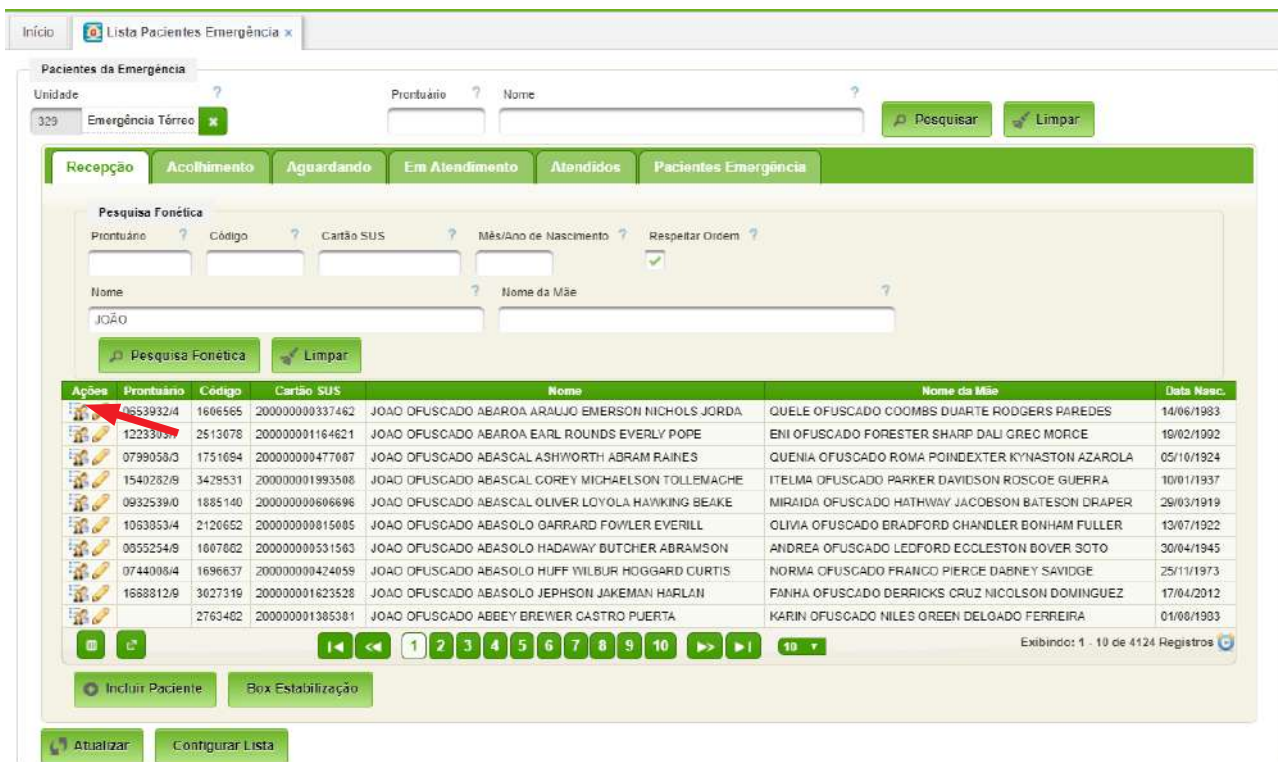 Início Lista Pacientes Emergência x
Pacientes da Emergência
Unidade ? Prontuário ? Nome ?
329 Emergência Térreo Pesquisar Limpar
Recepção Acolhimento Aguardando Em Atendimento Atendidos Pacientes Emergência
Pesquisa Fonética
Prontuário ? Código ? Cartão SUS ? Mês/Ano de Nascimento ? Respeitar Ordem ?
Nome ? Nome da Mãe ?
JOÃO
Pesquisa Fonética Limpar
Ações Prontuário Código Cartão SUS Nome Nome da Mãe Data Nasc.
0653932/4 1606565 200000000337462 JOAO OFUSCADO ABAROA ARAUJO EMERSON NICHOLS JORDA QUELE OFUSCADO COOMBS DUARTE RODGERS PAREDES 14/06/1983
2513078 200000001164621 JOAO OFUSCADO ABAROA EARL ROUNDS EVERLY POPE ENI OFUSCADO FORESTER SHARP DALI GREC MORCE 19/02/1992
0799058/3 1751694 200000000477087 JOAO OFUSCADO ABASCAL ASHWORTH ABRAM RAINES QUENIA OFUSCADO ROMA POINDEXTER KYNASTON AZAROLA 05/10/1924
1540282/9 3429531 200000001993508 JOAO OFUSCADO ABASCAL COREY MICHAELSON TOLLEMACHE ITELMA OFUSCADO PARKER DAVIDSON ROSCOE GUERRA 10/01/1937
0932539/0 1885140 200000000606696 JOAO OFUSCADO ABASCAL OLIVER LOYOLA HAWKING BEAKE MIRAIDA OFUSCADO HATHWAY JACOBSON BATESON DRAPER 29/03/1919
1063853/4 2120652 200000000815085 JOAO OFUSCADO ABASOLO GARRARD FOWLER EVERILL OLIVIA OFUSCADO BRADFORD CHANDLER BONHAM FULLER 13/07/1922
0855254/9 1807882 200000000531563 JOAO OFUSCADO ABASOLO HADAWAY BUTCHER ABRAMSON ANDREA OFUSCADO LEDFORD ECCLESTON BOVER SOTO 30/04/1945
0744008/4 1696637 200000000424059 JOAO OFUSCADO ABASOLO HUFF WILBUR HOGGARD CURTIS NORMA OFUSCADO FRANCO PIERCE DABNEY SAVIDGE 25/11/1973
1668812/9 3027319 200000001623528 JOAO OFUSCADO ABASOLO JEPHSON JAKEMAN HARLAN FANHA OFUSCADO DERRICKS CRUZ NICOLSON DOMINGUEZ 17/04/2012
2763482 200000001385381 JOAO OFUSCADO ABBEY BREWER CASTRO PUERTA KARIN OFUSCADO NILES GREEN DELGADO FERREIRA 01/08/1983
1 2 3 4 5 6 7 8 9 10 10 Exibindo: 1 - 10 de 4124 Registros
Incluir Paciente Box Estabilização
Atualizar Configurar Lista